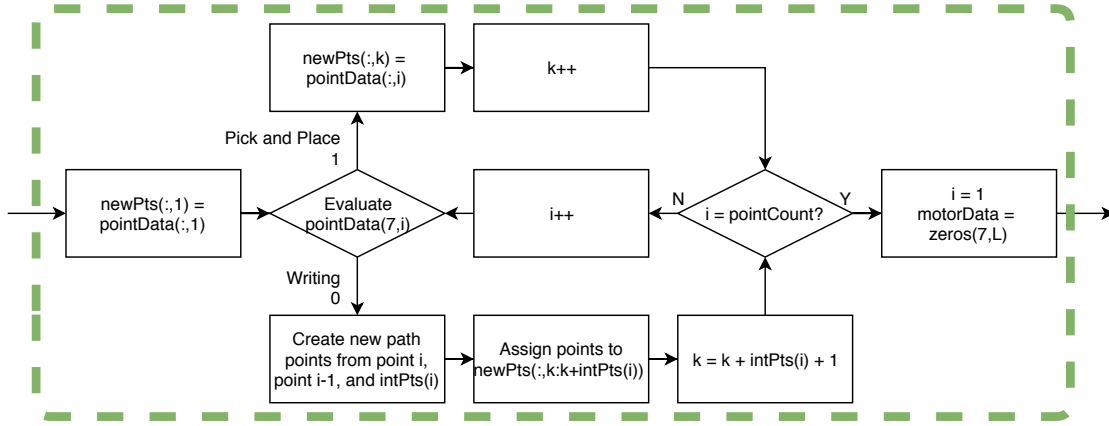 newPts(:,k) =
pointData(:,i)
k++
Pick and Place
1
newPts(:,1) =
pointData(:,1)
Evaluate
pointData(7,i)
i++
N
i = pointCount?
Y
i = 1
motorData =
zeros(7,L)
Writing
0
Create new path
points from point i,
point i-1, and intPts(i)
Assign points to
newPts(:,k:k+intPts(i))
k = k + intPts(i) + 1